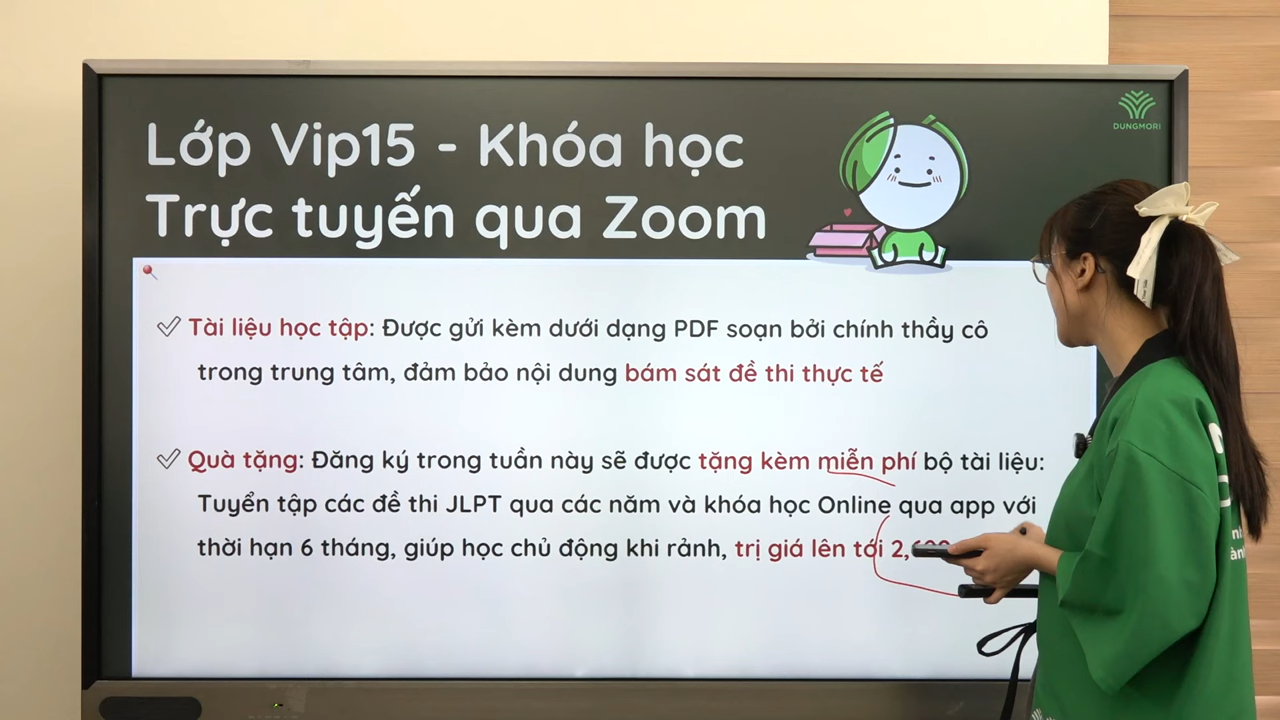 Lớp Vip15 - Khóa học
Trực tuyến qua Zoom
DUNGMORI
Tài liệu học tập: Được gửi kèm dưới dạng PDF soạn bởi chính thầy cô
trong trung tâm, đảm bảo nội dung bám sát đề thi thực tế
Quà tặng: Đăng ký trong tuần này sẽ được tặng kèm miễn phí bộ tài liệu:
Tuyển tập các đề thi JLPT qua các năm và khóa học Online qua app với
thời hạn 6 tháng, giúp học chủ động khi rảnh, trị giá lên tới